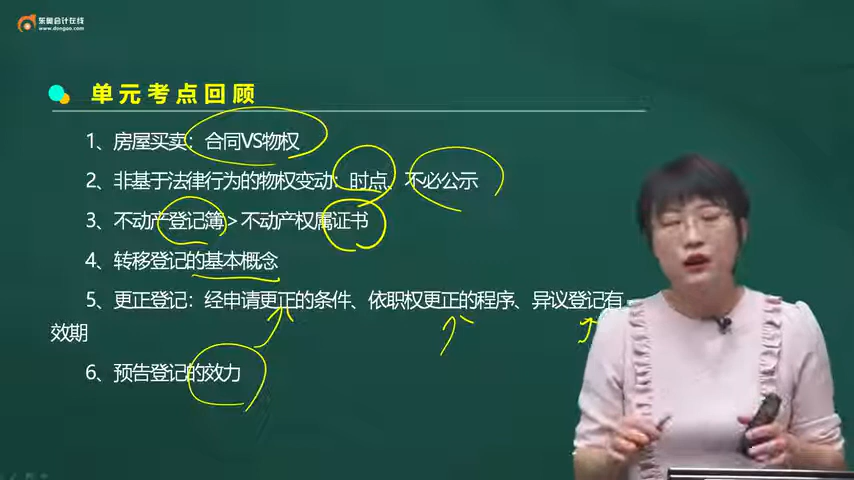 东奥会计在线
www.dongao.com
单元考点回顾
1、房屋买卖：合同VS物权
2、非基于法律行为的物权变动：时点、不必公示
3、不动产登记簿>不动产权属证书
4、转移登记的基本概念
5、更正登记：经申请更正的条件、依职权更正的程序、异议登记有
效期
6、预告登记的效力